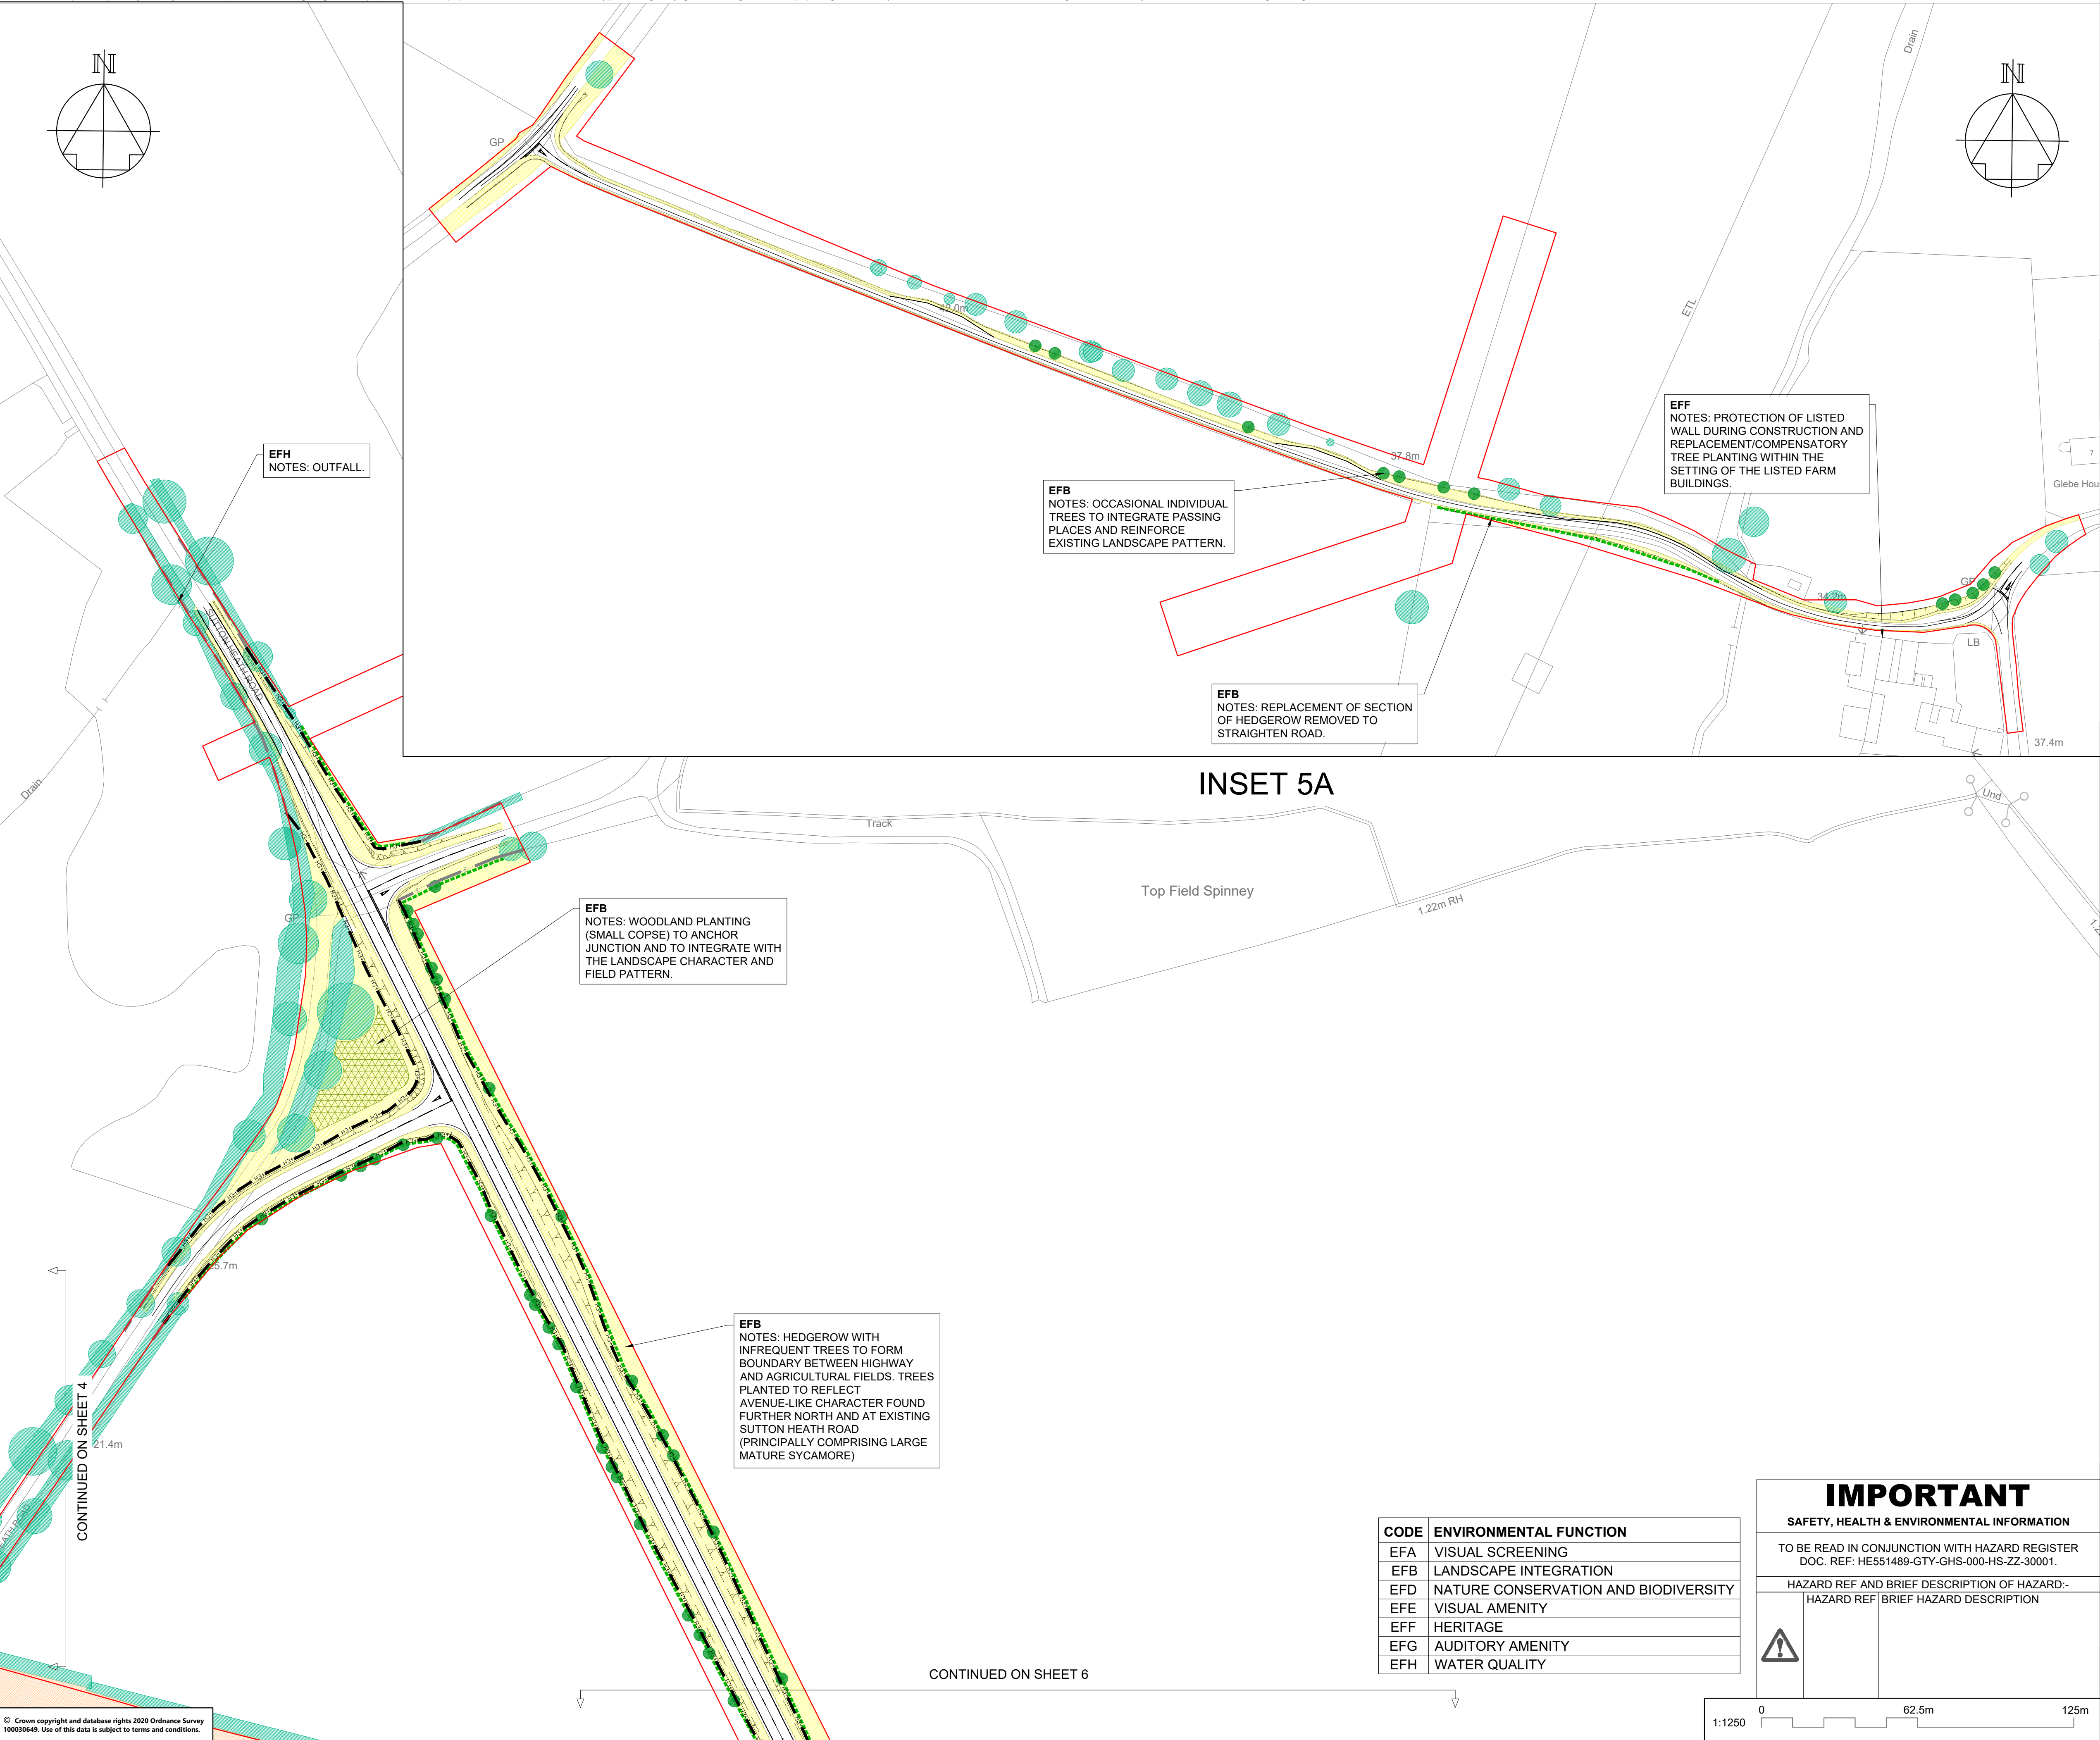 N
N
Drain
GP
42.0m
ETL
EFF
NOTES: PROTECTION OF LISTED
WALL DURING CONSTRUCTION AND
REPLACEMENT/COMPENSATORY
TREE PLANTING WITHIN THE
SETTING OF THE LISTED FARM
BUILDINGS.
7
Glebe Hou
37.8m
EFH
NOTES: OUTFALL.
EFB
NOTES: OCCASIONAL INDIVIDUAL
TREES TO INTEGRATE PASSING
PLACES AND REINFORCE
EXISTING LANDSCAPE PATTERN.
GP
34.2m
LB
SUTTON HEATH ROAD
EFB
NOTES: REPLACEMENT OF SECTION
OF HEDGEROW REMOVED TO
STRAIGHTEN ROAD.
37.4m
INSET 5A
Drain
Und
Track
Top Field Spinney
1.22m RH
GP
EFB
NOTES: WOODLAND PLANTING
(SMALL COPSE) TO ANCHOR
JUNCTION AND TO INTEGRATE WITH
THE LANDSCAPE CHARACTER AND
FIELD PATTERN.
25.7m
EFB
NOTES: HEDGEROW WITH
INFREQUENT TREES TO FORM
BOUNDARY BETWEEN HIGHWAY
AND AGRICULTURAL FIELDS. TREES
PLANTED TO REFLECT
AVENUE-LIKE CHARACTER FOUND
FURTHER NORTH AND AT EXISTING
SUTTON HEATH ROAD
(PRINCIPALLY COMPRISING LARGE
MATURE SYCAMORE)
CONTINUED ON SHEET 4
21.4m
HEATH ROAD
CODE ENVIRONMENTAL FUNCTION
EFA VISUAL SCREENING
EFB LANDSCAPE INTEGRATION
EFD NATURE CONSERVATION AND BIODIVERSITY
EFE VISUAL AMENITY
EFF HERITAGE
EFG AUDITORY AMENITY
EFH WATER QUALITY
IMPORTANT
SAFETY, HEALTH & ENVIRONMENTAL INFORMATION
TO BE READ IN CONJUNCTION WITH HAZARD REGISTER
DOC. REF: HE551489-GTY-GHS-000-HS-ZZ-30001.
HAZARD REF AND BRIEF DESCRIPTION OF HAZARD:-
HAZARD REF BRIEF HAZARD DESCRIPTION
CONTINUED ON SHEET 6
1:1250
0 62.5m 125m
© Crown copyright and database rights 2020 Ordnance Survey
100030649. Use of this data is subject to terms and conditions.